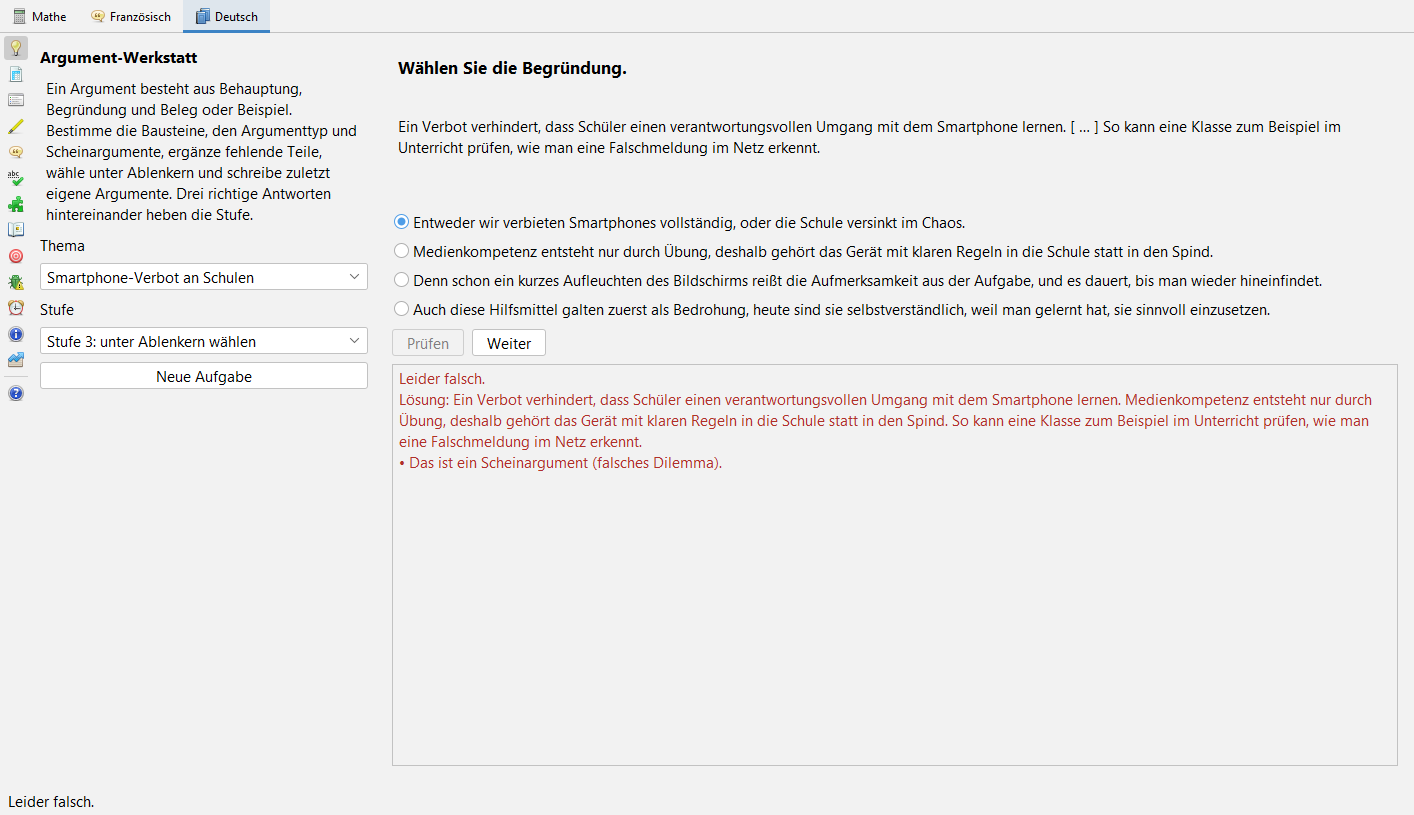 Mathe
Französisch
Deutsch
Argument-Werkstatt
Ein Argument besteht aus Behauptung,
Begründung und Beleg oder Beispiel.
Bestimme die Bausteine, den Argumenttyp und
Scheinargumente, ergänze fehlende Teile,
wähle unter Ablenkern und schreibe zuletzt
eigene Argumente. Drei richtige Antworten
hintereinander heben die Stufe.
Thema
Smartphone-Verbot an Schulen
Stufe
Stufe 3: unter Ablenkern wählen
Neue Aufgabe
Wählen Sie die Begründung.
Ein Verbot verhindert, dass Schüler einen verantwortungsvollen Umgang mit dem Smartphone lernen. [ ... ] So kann eine Klasse zum Beispiel im
Unterricht prüfen, wie man eine Falschmeldung im Netz erkennt.
Entweder wir verbieten Smartphones vollständig, oder die Schule versinkt im Chaos.
Medienkompetenz entsteht nur durch Übung, deshalb gehört das Gerät mit klaren Regeln in die Schule statt in den Spind.
Denn schon ein kurzes Aufleuchten des Bildschirms reißt die Aufmerksamkeit aus der Aufgabe, und es dauert, bis man wieder hineinfindet.
Auch diese Hilfsmittel galten zuerst als Bedrohung, heute sind sie selbstverständlich, weil man gelernt hat, sie sinnvoll einzusetzen.
Prüfen
Weiter
Leider falsch.
Lösung: Ein Verbot verhindert, dass Schüler einen verantwortungsvollen Umgang mit dem Smartphone lernen. Medienkompetenz entsteht nur durch
Übung, deshalb gehört das Gerät mit klaren Regeln in die Schule statt in den Spind. So kann eine Klasse zum Beispiel im Unterricht prüfen, wie man
eine Falschmeldung im Netz erkennt.
• Das ist ein Scheinargument (falsches Dilemma).
Leider falsch.